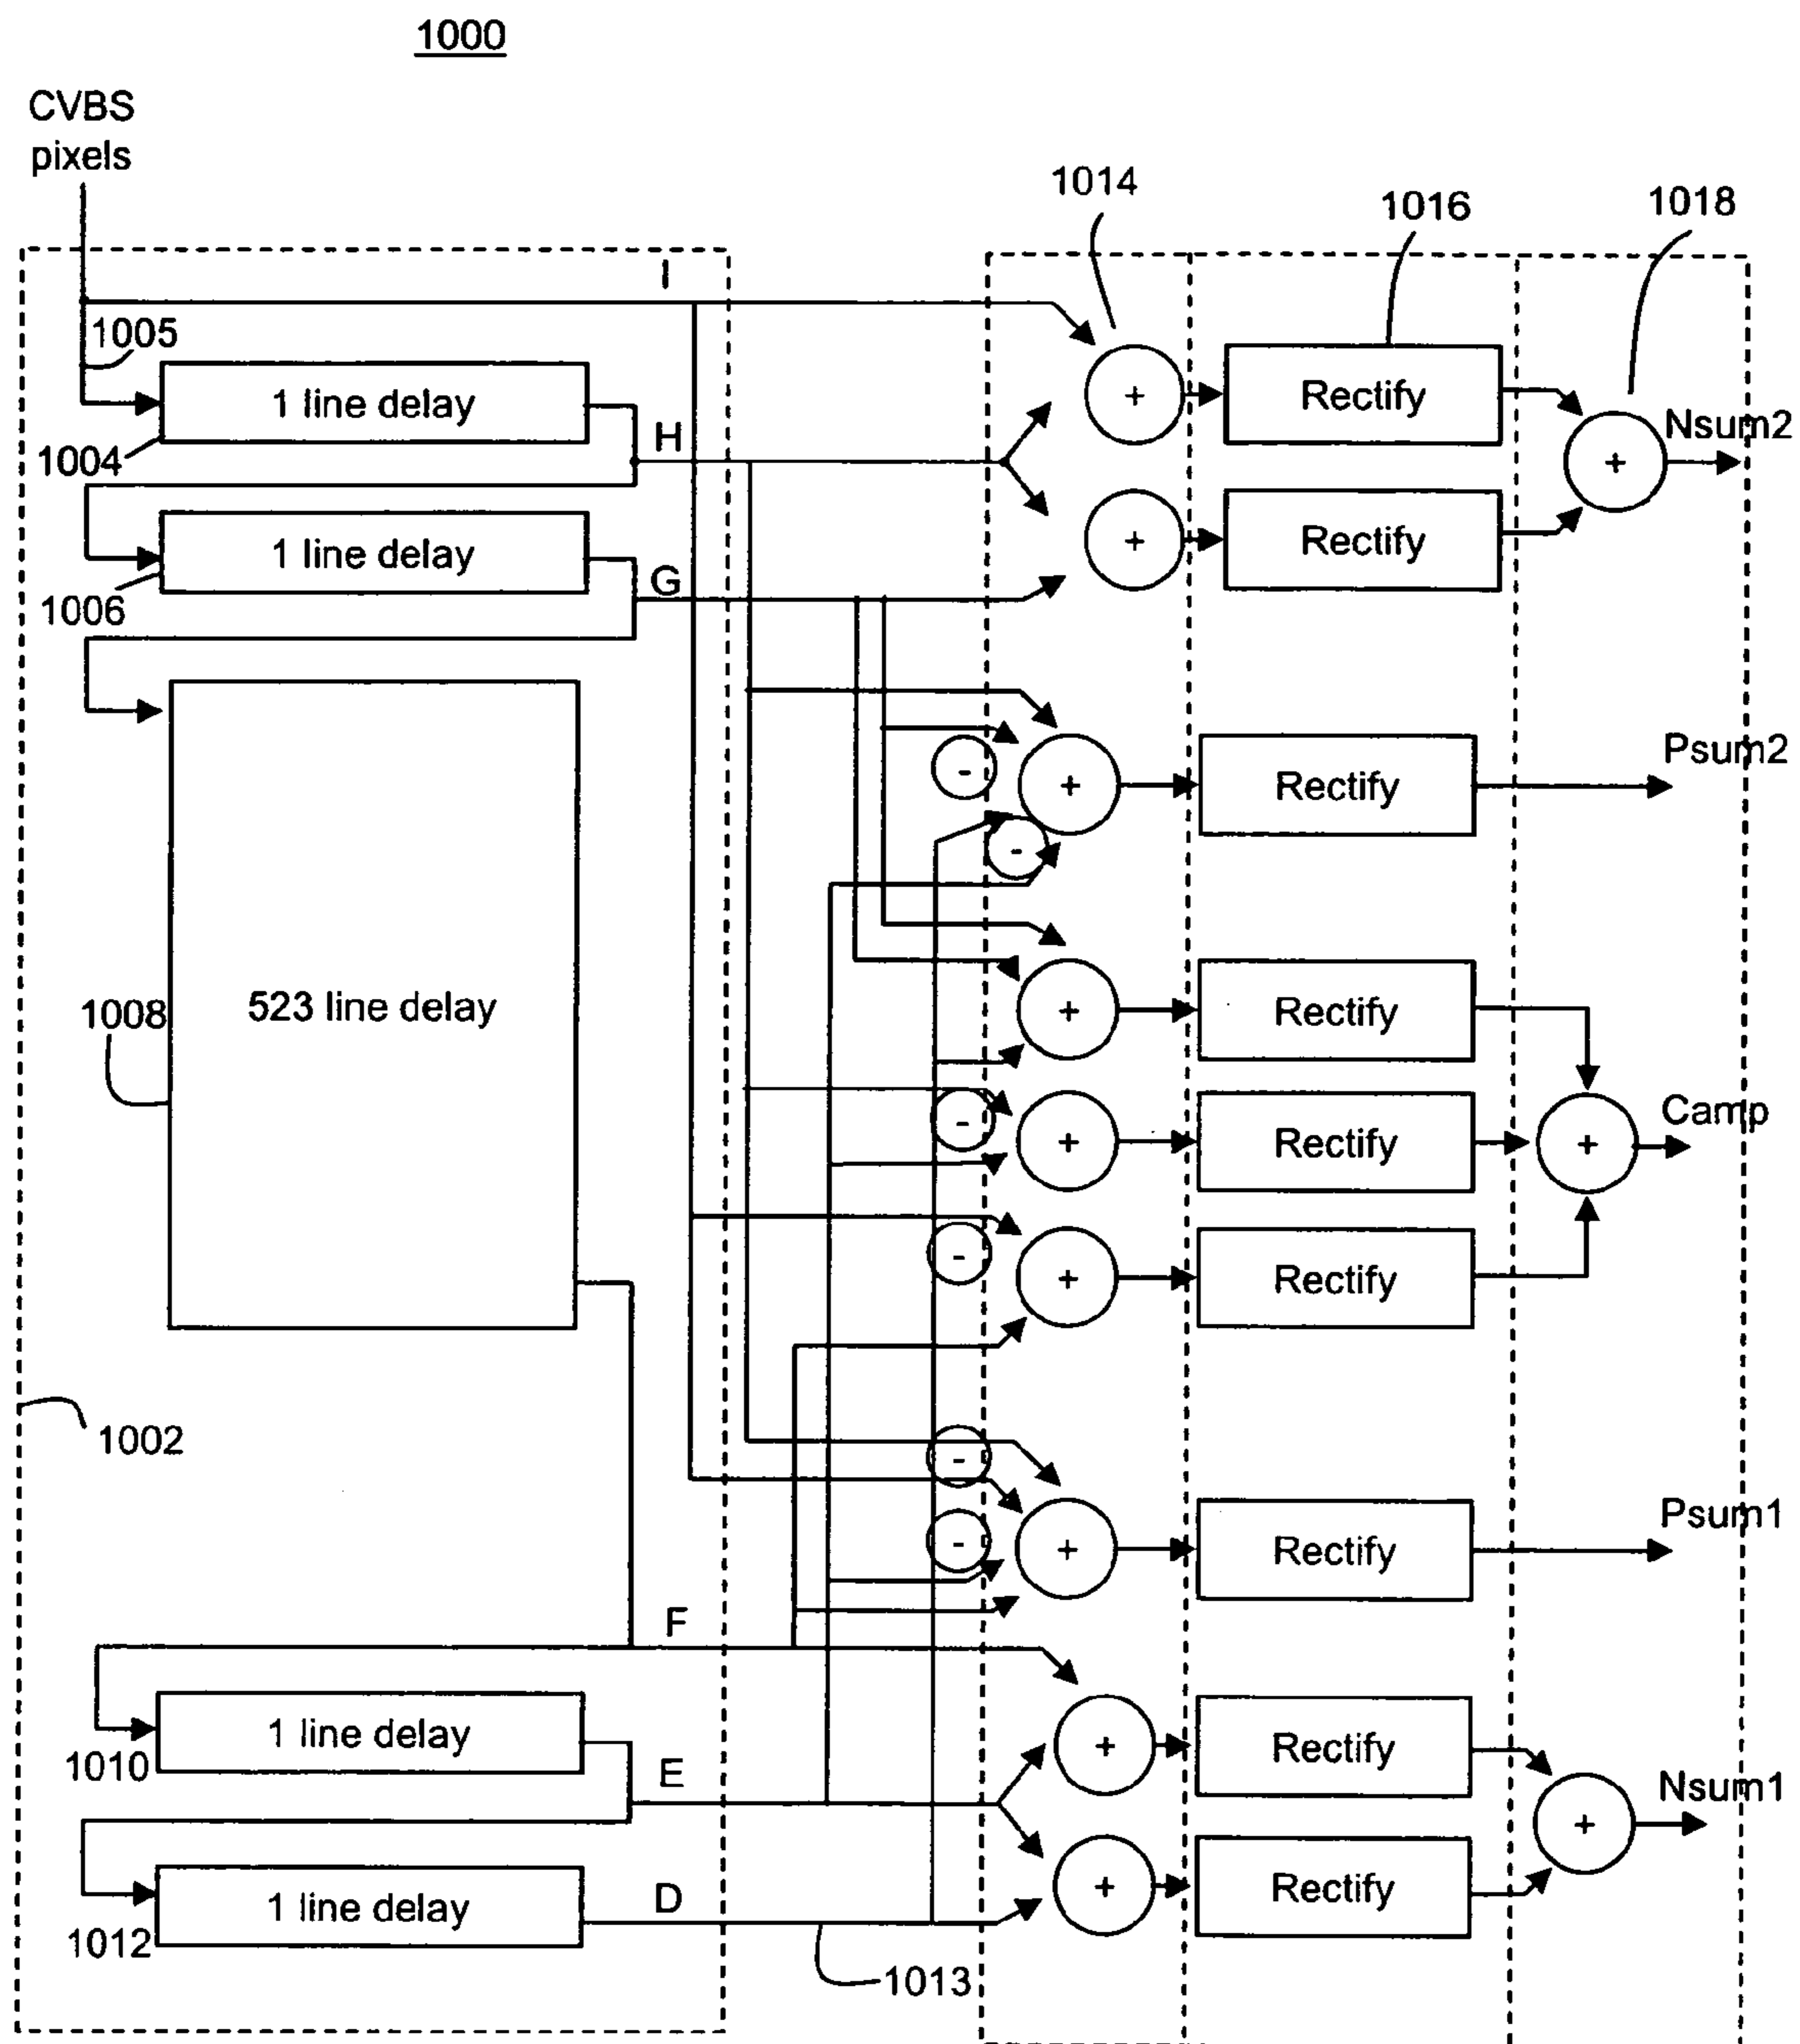 1000
CVBS
pixels
1014
1016
1018
I
1005
1 line delay
1004
H
+
Rectify
Nsum2
+
1 line delay
1006
G
+
Rectify
523 line delay
1008
-
+
Rectify
Psum2
-
+
Rectify
-
+
Rectify
+
Camp
-
+
Rectify
1002
-
-
+
Rectify
Psum1
F
1 line delay
1010
E
+
Rectify
+
Nsum1
1 line delay
1012
D
+
Rectify
1013